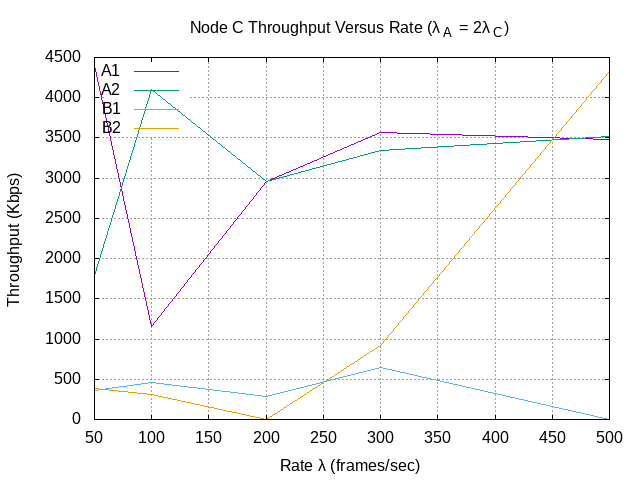 Node C Throughput Versus Rate (λA = 2λC)
4500
4000
3500
3000
2500
2000
1500
1000
500
0
Throughput (Kbps)
A1
A2
B1
B2
50 100 150 200 250 300 350 400 450 500
Rate λ (frames/sec)